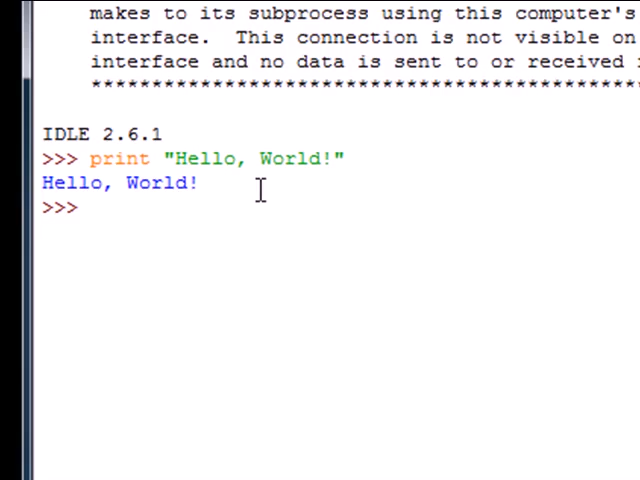 makes to its subprocess using this computer's
interface.  This connection is not visible on
interface and no data is sent to or received
****************************************************
IDLE 2.6.1
>>> print "Hello, World!"
Hello, World!
>>>